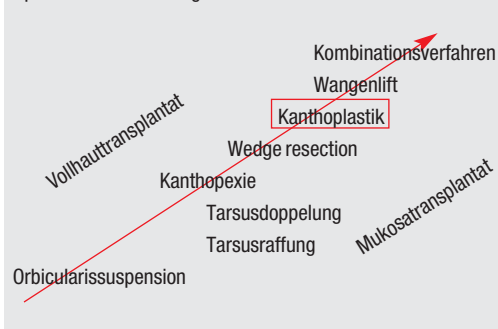 Kombinationsverfahren
Wangenlift
Kanthoplastik
Vollhauttransplantat
Wedge resection
Kanthopexie
Tarsusdoppelung
Mukosatransplantat
Tarsusraffung
Orbicularissuspension